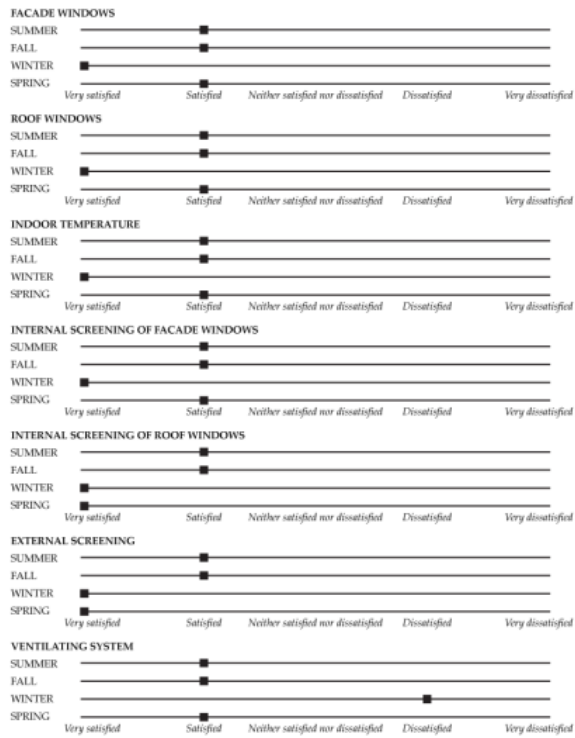 FACADE WINDOWS
SUMMER
FALL
WINTER
SPRING
Very satisfied Satisfied Neither satisfied nor dissatisfied Dissatisfied Very dissatisfied
ROOF WINDOWS
SUMMER
FALL
WINTER
SPRING
Very satisfied Satisfied Neither satisfied nor dissatisfied Dissatisfied Very dissatisfied
INDOOR TEMPERATURE
SUMMER
FALL
WINTER
SPRING
Very satisfied Satisfied Neither satisfied nor dissatisfied Dissatisfied Very dissatisfied
INTERNAL SCREENING OF FACADE WINDOWS
SUMMER
FALL
WINTER
SPRING
Very satisfied Satisfied Neither satisfied nor dissatisfied Dissatisfied Very dissatisfied
INTERNAL SCREENING OF ROOF WINDOWS
SUMMER
FALL
WINTER
SPRING
Very satisfied Satisfied Neither satisfied nor dissatisfied Dissatisfied Very dissatisfied
EXTERNAL SCREENING
SUMMER
FALL
WINTER
SPRING
Very satisfied Satisfied Neither satisfied nor dissatisfied Dissatisfied Very dissatisfied
VENTILATING SYSTEM
SUMMER
FALL
WINTER
SPRING
Very satisfied Satisfied Neither satisfied nor dissatisfied Dissatisfied Very dissatisfied